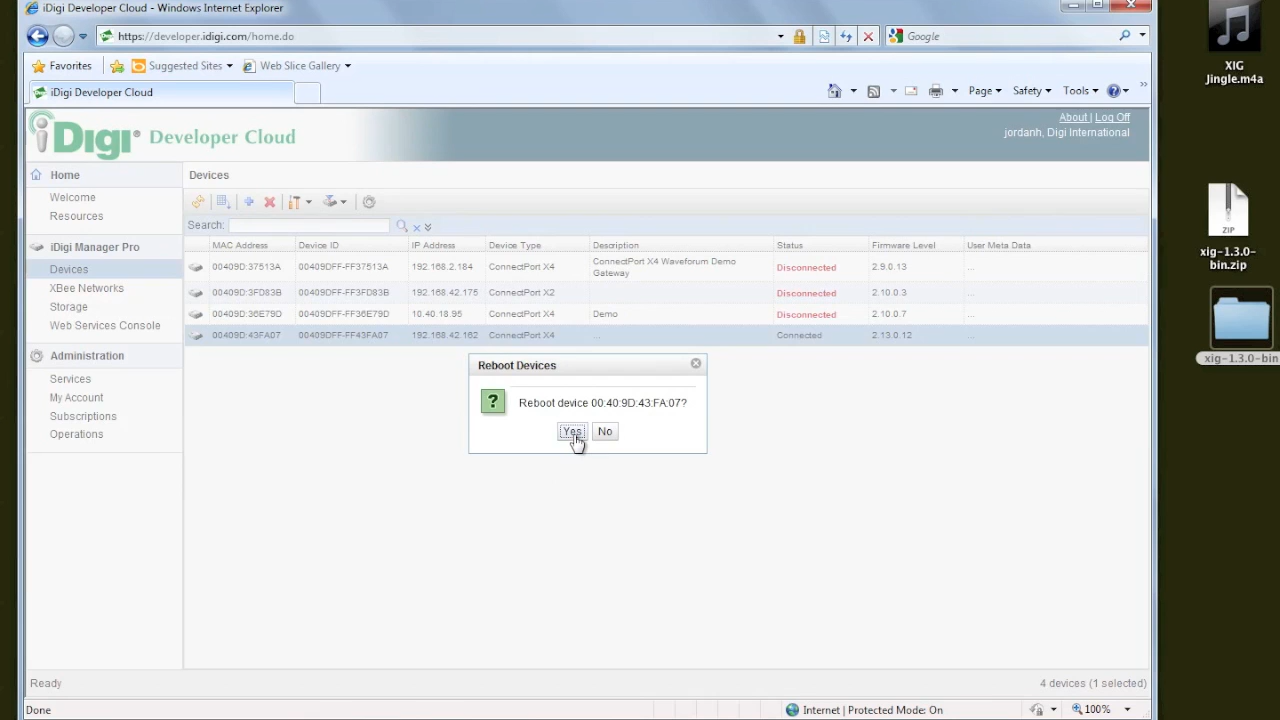 iDigi Developer Cloud - Windows Internet Explorer
https://developer.idigi.com/home.do
Google
Favorites
Suggested Sites
Web Slice Gallery
iDigi Developer Cloud
Page
Safety
Tools
iDigi® Developer Cloud
About | Log Off
jordanh, Digi International
Home
Welcome
Resources
iDigi Manager Pro
Devices
XBee Networks
Storage
Web Services Console
Administration
Services
My Account
Subscriptions
Operations
Devices
Search:
MAC Address Device ID IP Address Device Type Description Status Firmware Level User Meta Data
00409D:37513A 00409DFF-FF37513A 192.168.2.184 ConnectPort X4 ConnectPort X4 Waveforum Demo Gateway Disconnected 2.9.0.13 ...
00409D:3FD83B 00409DFF-FF3FD83B 192.168.42.175 ConnectPort X2 Disconnected 2.10.0.3 ...
00409D:36E79D 00409DFF-FF36E79D 10.40.18.95 ConnectPort X4 Demo Disconnected 2.10.0.7 ...
00409D:43FA07 00409DFF-FF43FA07 192.168.42.162 ConnectPort X4 ... Connected 2.13.0.12 ...
Reboot Devices
?
Reboot device 00:40:9D:43:FA:07?
Yes No
Ready
4 devices (1 selected)
Done
Internet | Protected Mode: On
100%
XIG
Jingle.m4a
ZIP
xig-1.3.0-
bin.zip
xig-1.3.0-bin